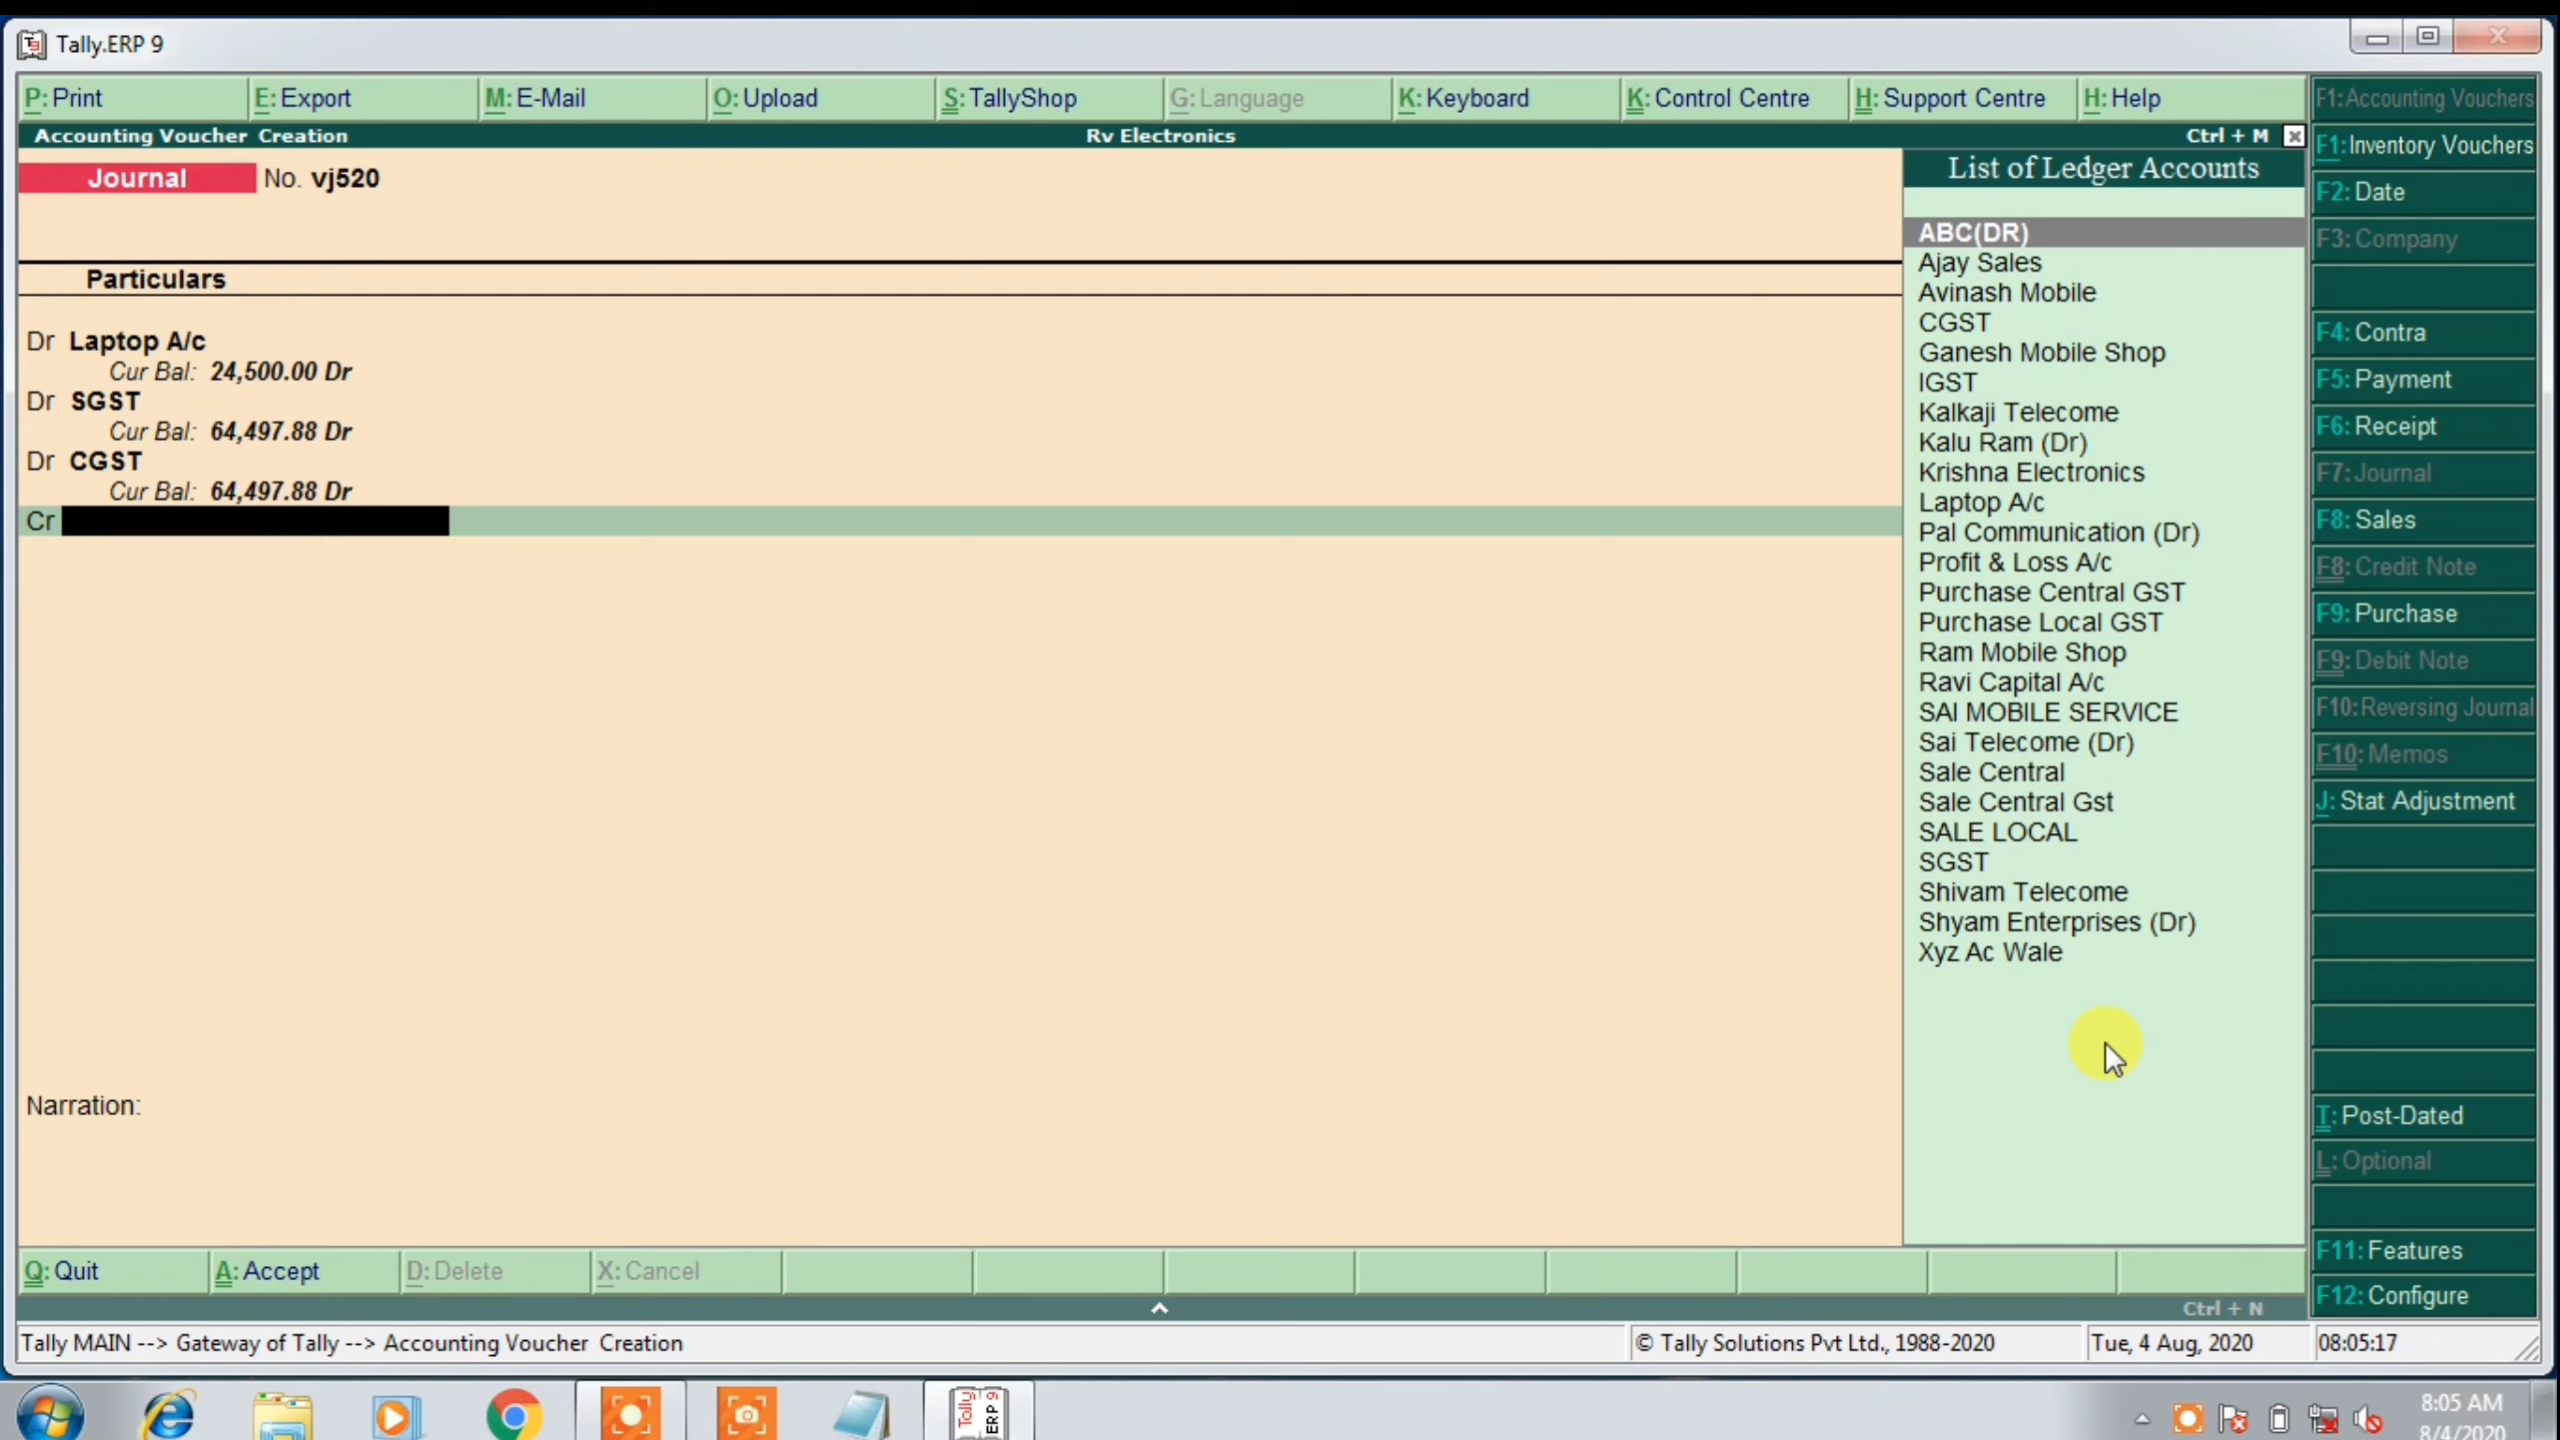 Tally.ERP 9
P: Print E: Export M: E-Mail O: Upload S: TallyShop G: Language K: Keyboard K: Control Centre H: Support Centre H: Help
Accounting Voucher Creation Rv Electronics Ctrl + M
Journal No. vj520
Particulars
Dr Laptop A/c
Cur Bal: 24,500.00 Dr
Dr SGST
Cur Bal: 64,497.88 Dr
Dr CGST
Cur Bal: 64,497.88 Dr
Cr
Narration:
List of Ledger Accounts
ABC(DR)
Ajay Sales
Avinash Mobile
CGST
Ganesh Mobile Shop
IGST
Kalkaji Telecome
Kalu Ram (Dr)
Krishna Electronics
Laptop A/c
Pal Communication (Dr)
Profit & Loss A/c
Purchase Central GST
Purchase Local GST
Ram Mobile Shop
Ravi Capital A/c
SAI MOBILE SERVICE
Sai Telecome (Dr)
Sale Central
Sale Central Gst
SALE LOCAL
SGST
Shivam Telecome
Shyam Enterprises (Dr)
Xyz Ac Wale
F1:Accounting Vouchers
F1:Inventory Vouchers
F2: Date
F3: Company
F4: Contra
F5: Payment
F6: Receipt
F7: Journal
F8: Sales
F8: Credit Note
F9: Purchase
F9: Debit Note
F10:Reversing Journal
F10: Memos
J: Stat Adjustment
T: Post-Dated
L: Optional
F11: Features
F12: Configure
Q: Quit A: Accept D: Delete X: Cancel
Ctrl + N
Tally MAIN --> Gateway of Tally --> Accounting Voucher Creation © Tally Solutions Pvt Ltd., 1988-2020 Tue, 4 Aug, 2020 08:05:17
Tally ERP 9
8:05 AM
8/4/2020